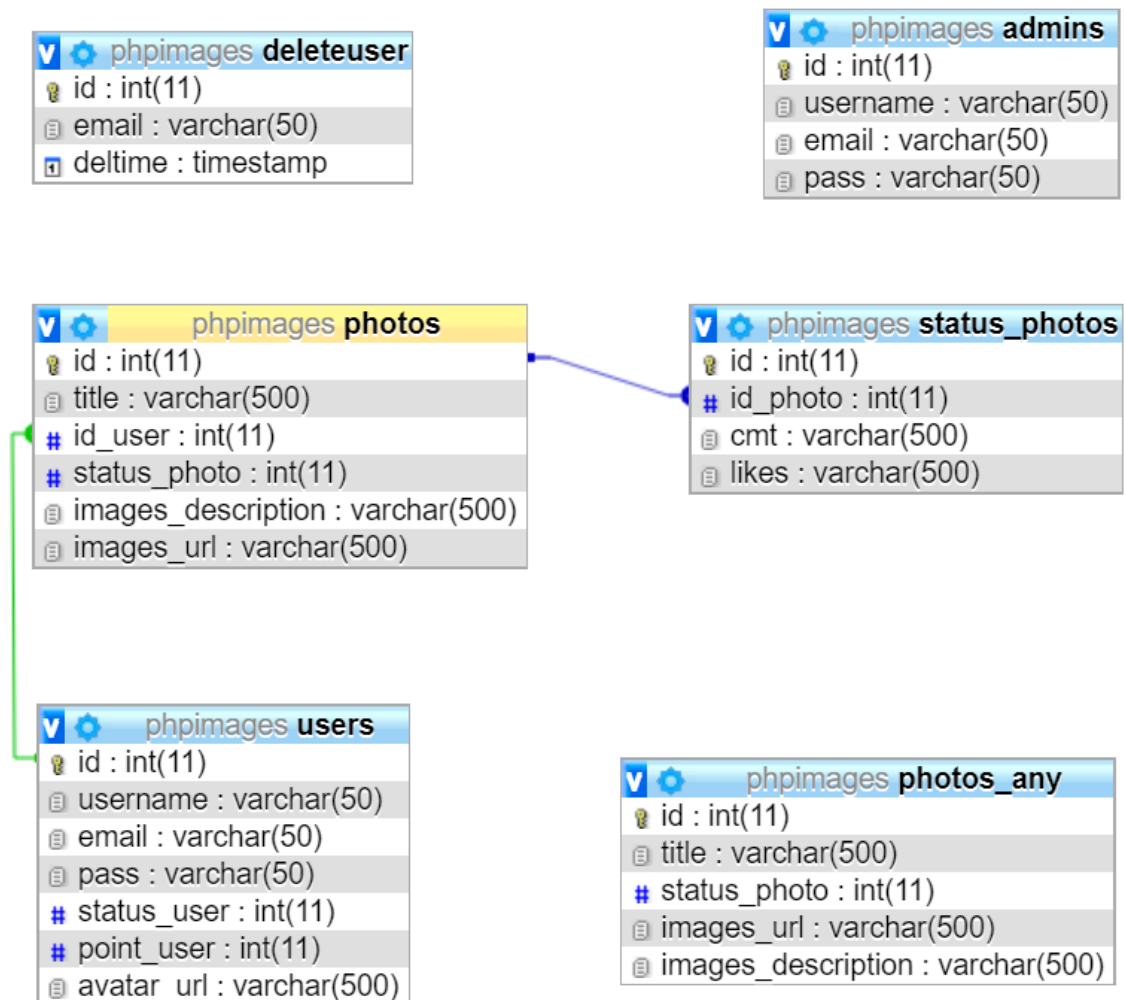 phpimages deleteuser
id : int(11)
email : varchar(50)
deltime : timestamp
phpimages admins
id : int(11)
username : varchar(50)
email : varchar(50)
pass : varchar(50)
phpimages photos
id : int(11)
title : varchar(500)
id_user : int(11)
status_photo : int(11)
images_description : varchar(500)
images_url : varchar(500)
phpimages status_photos
id : int(11)
id_photo : int(11)
cmt : varchar(500)
likes : varchar(500)
phpimages users
id : int(11)
username : varchar(50)
email : varchar(50)
pass : varchar(50)
status_user : int(11)
point_user : int(11)
avatar_url : varchar(500)
phpimages photos_any
id : int(11)
title : varchar(500)
status_photo : int(11)
images_url : varchar(500)
images_description : varchar(500)